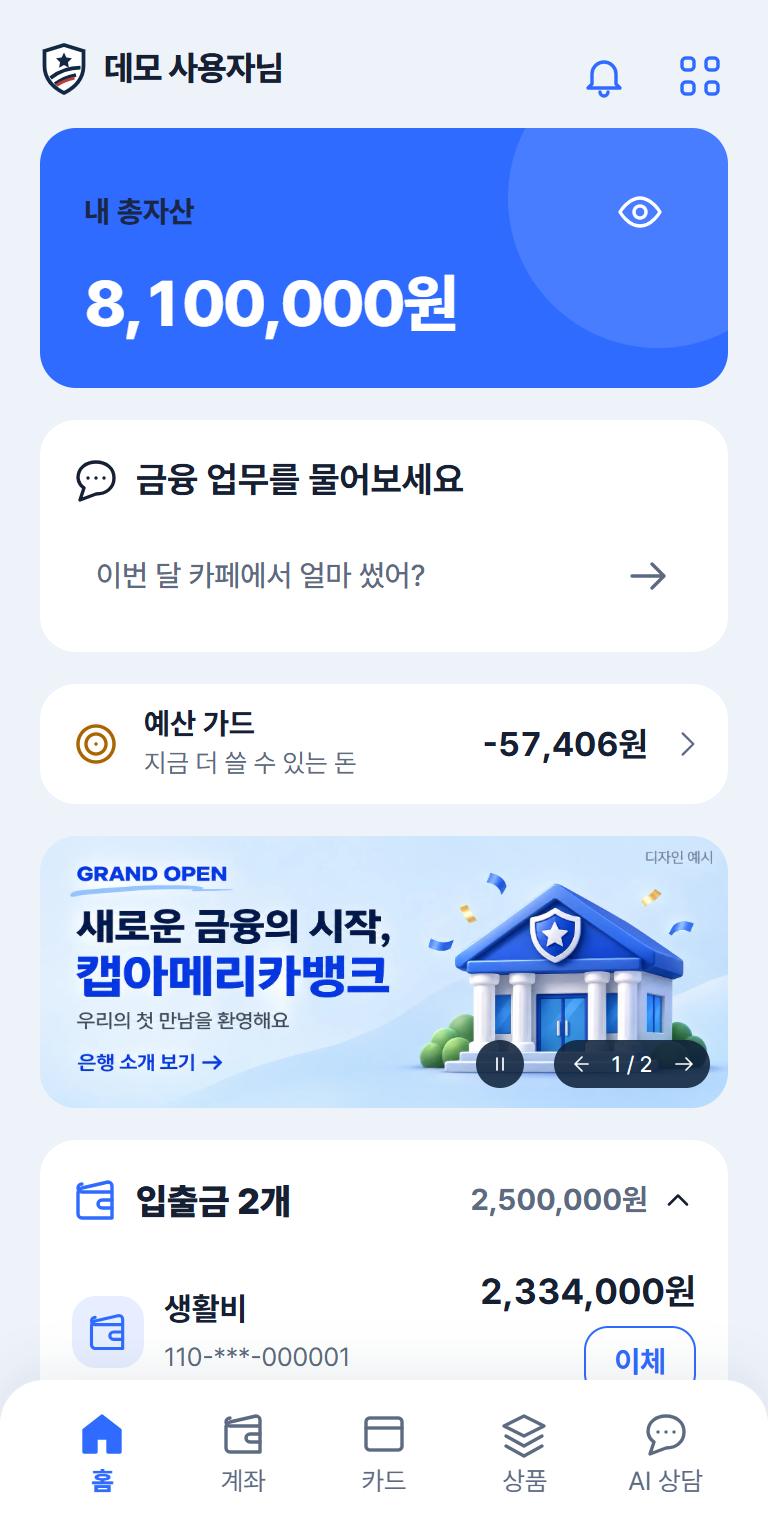 데모 사용자님
내 총자산
8,100,000원
금융 업무를 물어보세요
이번 달 카페에서 얼마 썼어?
예산 가드
지금 더 쓸 수 있는 돈
-57,406원
디자인 예시
GRAND OPEN
새로운 금융의 시작,
캡아메리카뱅크
우리의 첫 만남을 환영해요
은행 소개 보기 →
1 / 2
입출금 2개
2,500,000원
생활비
110-***-000001
2,334,000원
이체
홈
계좌
카드
상품
AI 상담